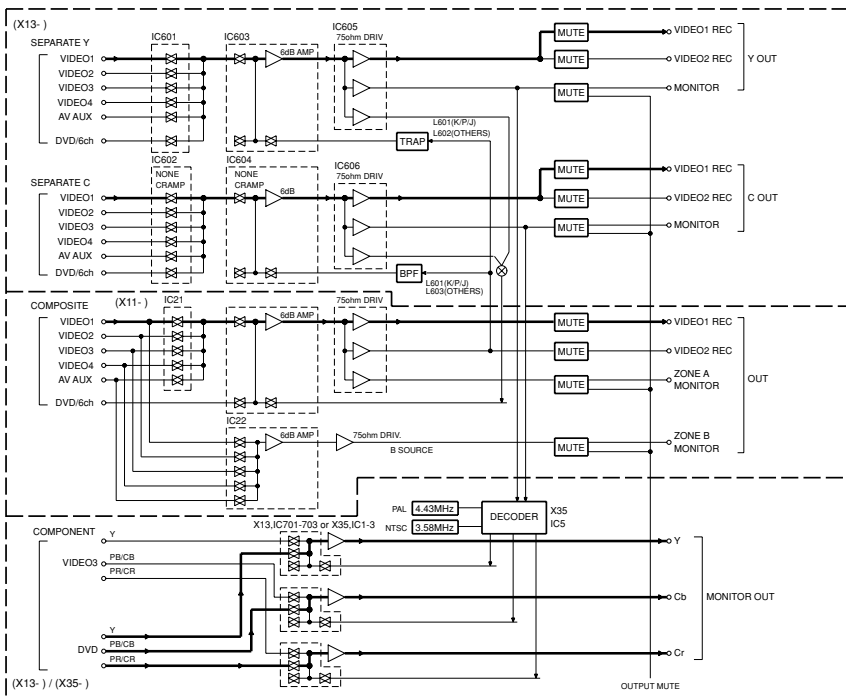 (X13- )
SEPARATE Y
IC601
IC603
IC605
75ohm DRIV
6dB AMP
VIDEO1
VIDEO2
VIDEO3
VIDEO4
AV AUX
DVD/6ch
MUTE
MUTE
MUTE
VIDEO1 REC
VIDEO2 REC
MONITOR
Y OUT
L601(K/P/J)
L602(OTHERS)
TRAP
IC602
NONE
CRAMP
IC604
NONE
CRAMP
6dB
IC606
75ohm DRIV
SEPARATE C
VIDEO1
VIDEO2
VIDEO3
VIDEO4
AV AUX
DVD/6ch
MUTE
MUTE
MUTE
VIDEO1 REC
VIDEO2 REC
MONITOR
C OUT
BPF
L601(K/P/J)
L603(OTHERS)
COMPOSITE
(X11- )
IC21
6dB AMP
75ohm DRIV
VIDEO1
VIDEO2
VIDEO3
VIDEO4
AV AUX
DVD/6ch
MUTE
MUTE
MUTE
VIDEO1 REC
VIDEO2 REC
ZONE A
MONITOR
OUT
IC22
6dB AMP
75ohm DRIV.
B SOURCE
MUTE
ZONE B
MONITOR
PAL
4.43MHz
NTSC
3.58MHz
DECODER
X35
IC5
COMPONENT
X13,IC701-703 or X35,IC1-3
VIDEO3
Y
PB/CB
PR/CR
DVD
Y
PB/CB
PR/CR
Y
Cb
Cr
MONITOR OUT
(X13- ) / (X35- )
OUTPUT MUTE